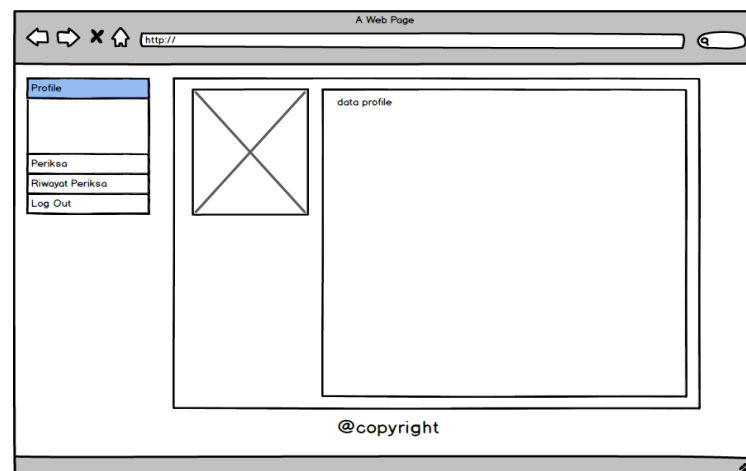 A Web Page
http://
Profile
Periksa
Riwayat Periksa
Log Out
data profile
@copyright